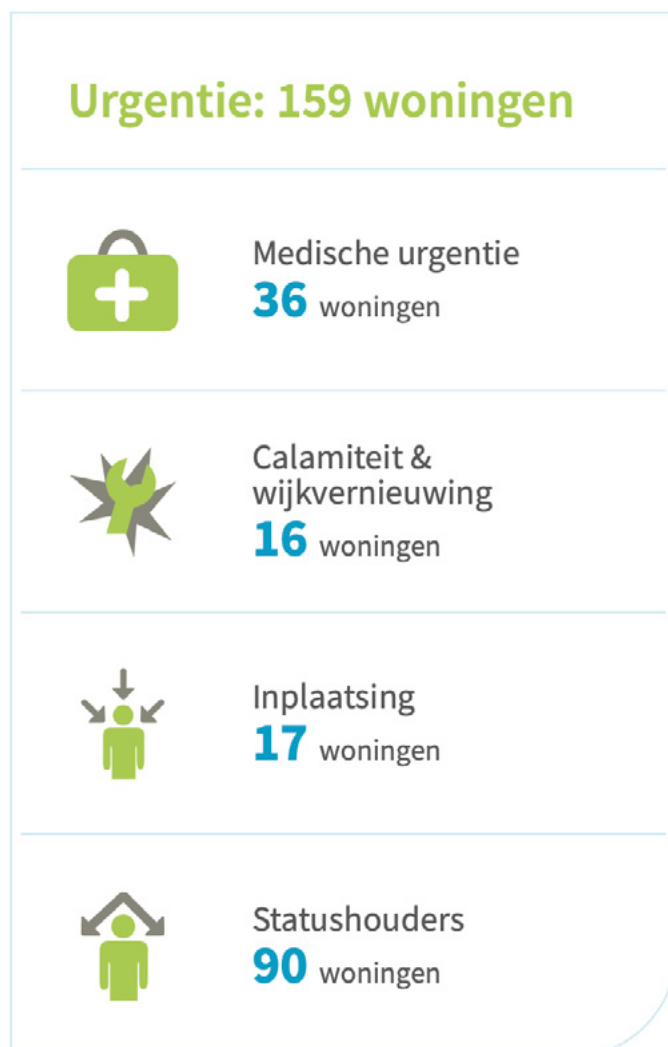 Urgentie: 159 woningen
Medische urgentie
36 woningen
Calamiteit &
wijkvernieuwing
16 woningen
Inplaatsing
17 woningen
Statushouders
90 woningen